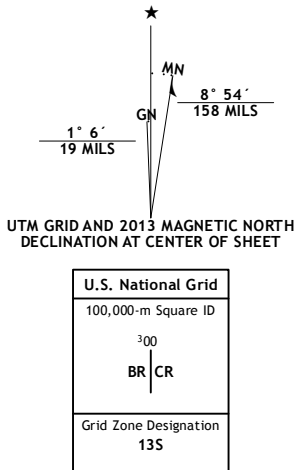 ★
MN
GN
8° 54´
158 MILS
1° 6´
19 MILS
UTM GRID AND 2013 MAGNETIC NORTH
DECLINATION AT CENTER OF SHEET
U.S. National Grid
100,000-m Square ID
³00
BR CR
Grid Zone Designation
13S